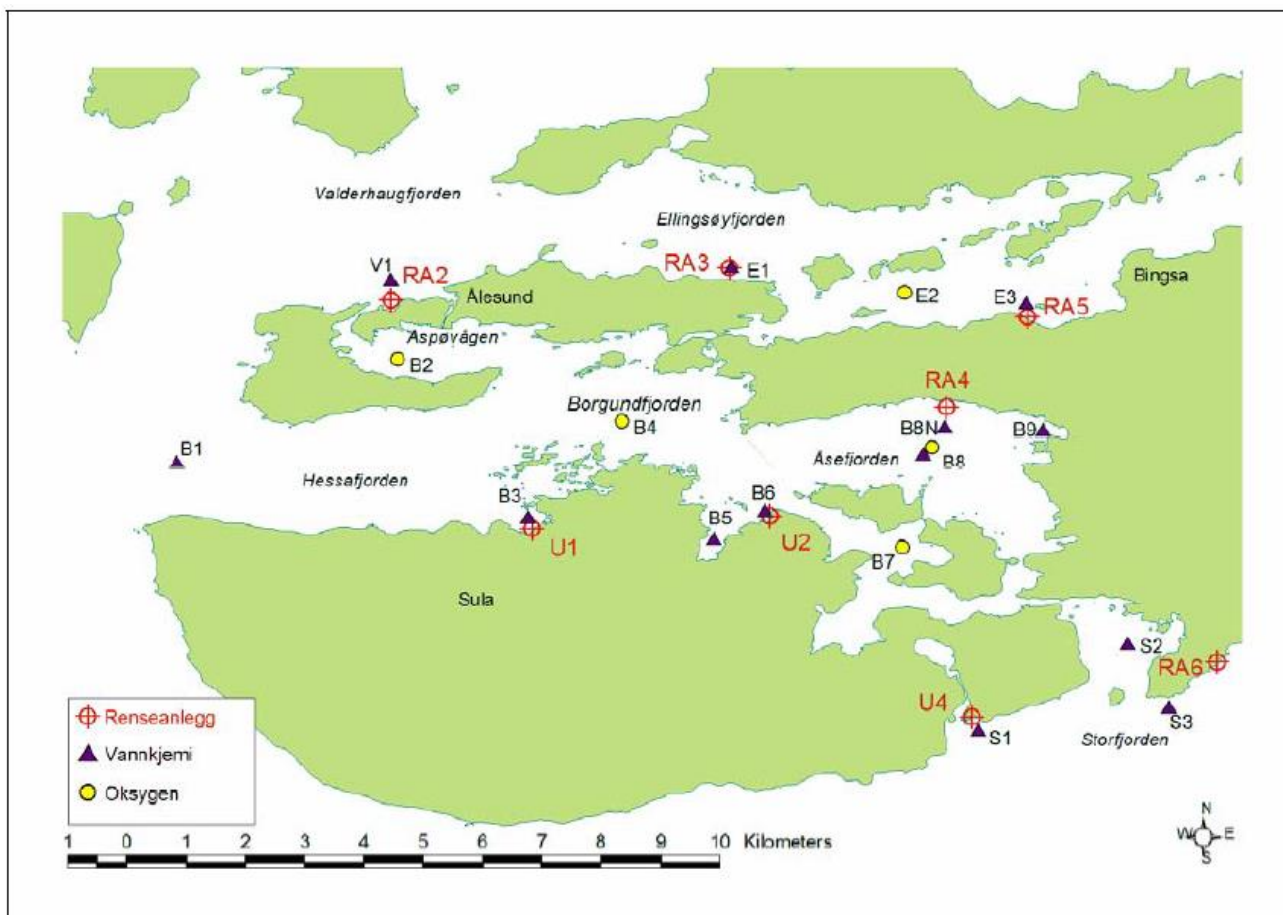 Valderhaugfjorden
Ellingsøyfjorden
V1
RA2
RA3
E1
Bingsa
Ålesund
E2
E3
RA5
Aspøvågen
B2
RA4
Borgundfjorden
B4
B8N
B9
B1
Åsefjorden
B8
Hessafjorden
B3
B6
B5
U1
U2
B7
Sula
S2
RA6
U4
S1
S3
Storfjorden
Renseanlegg
Vannkjemi
Oksygen
1 0 1 2 3 4 5 6 7 8 9 10 Kilometers
N
W E
S